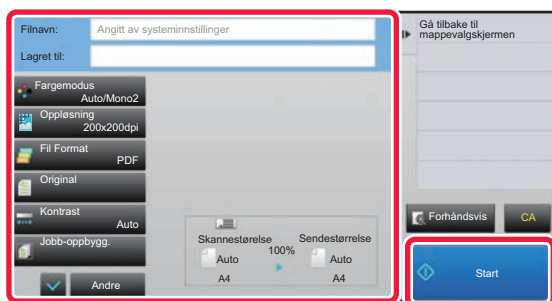 Filnavn: Angitt av systeminnstillinger
Lagret til:
Fargemodus
Auto/Mono2
Oppløsning
200x200dpi
Fil Format
PDF
Original
Kontrast
Auto
Jobb-oppbygg.
Andre
Skannestørelse
Sendestørrelse
100%
Auto
Auto
A4
A4
Gå tilbake til
mappevalgskjermen
Forhåndsvis
CA
Start